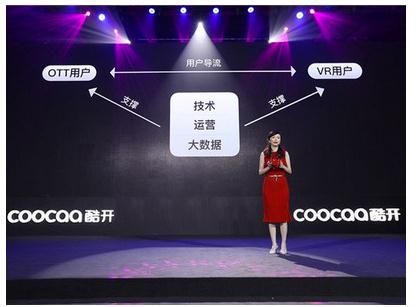 用户导流
OTT用户
VR用户
支撑
支撑
技术
运营
大数据
coocaa 酷开
coocaa 酷开